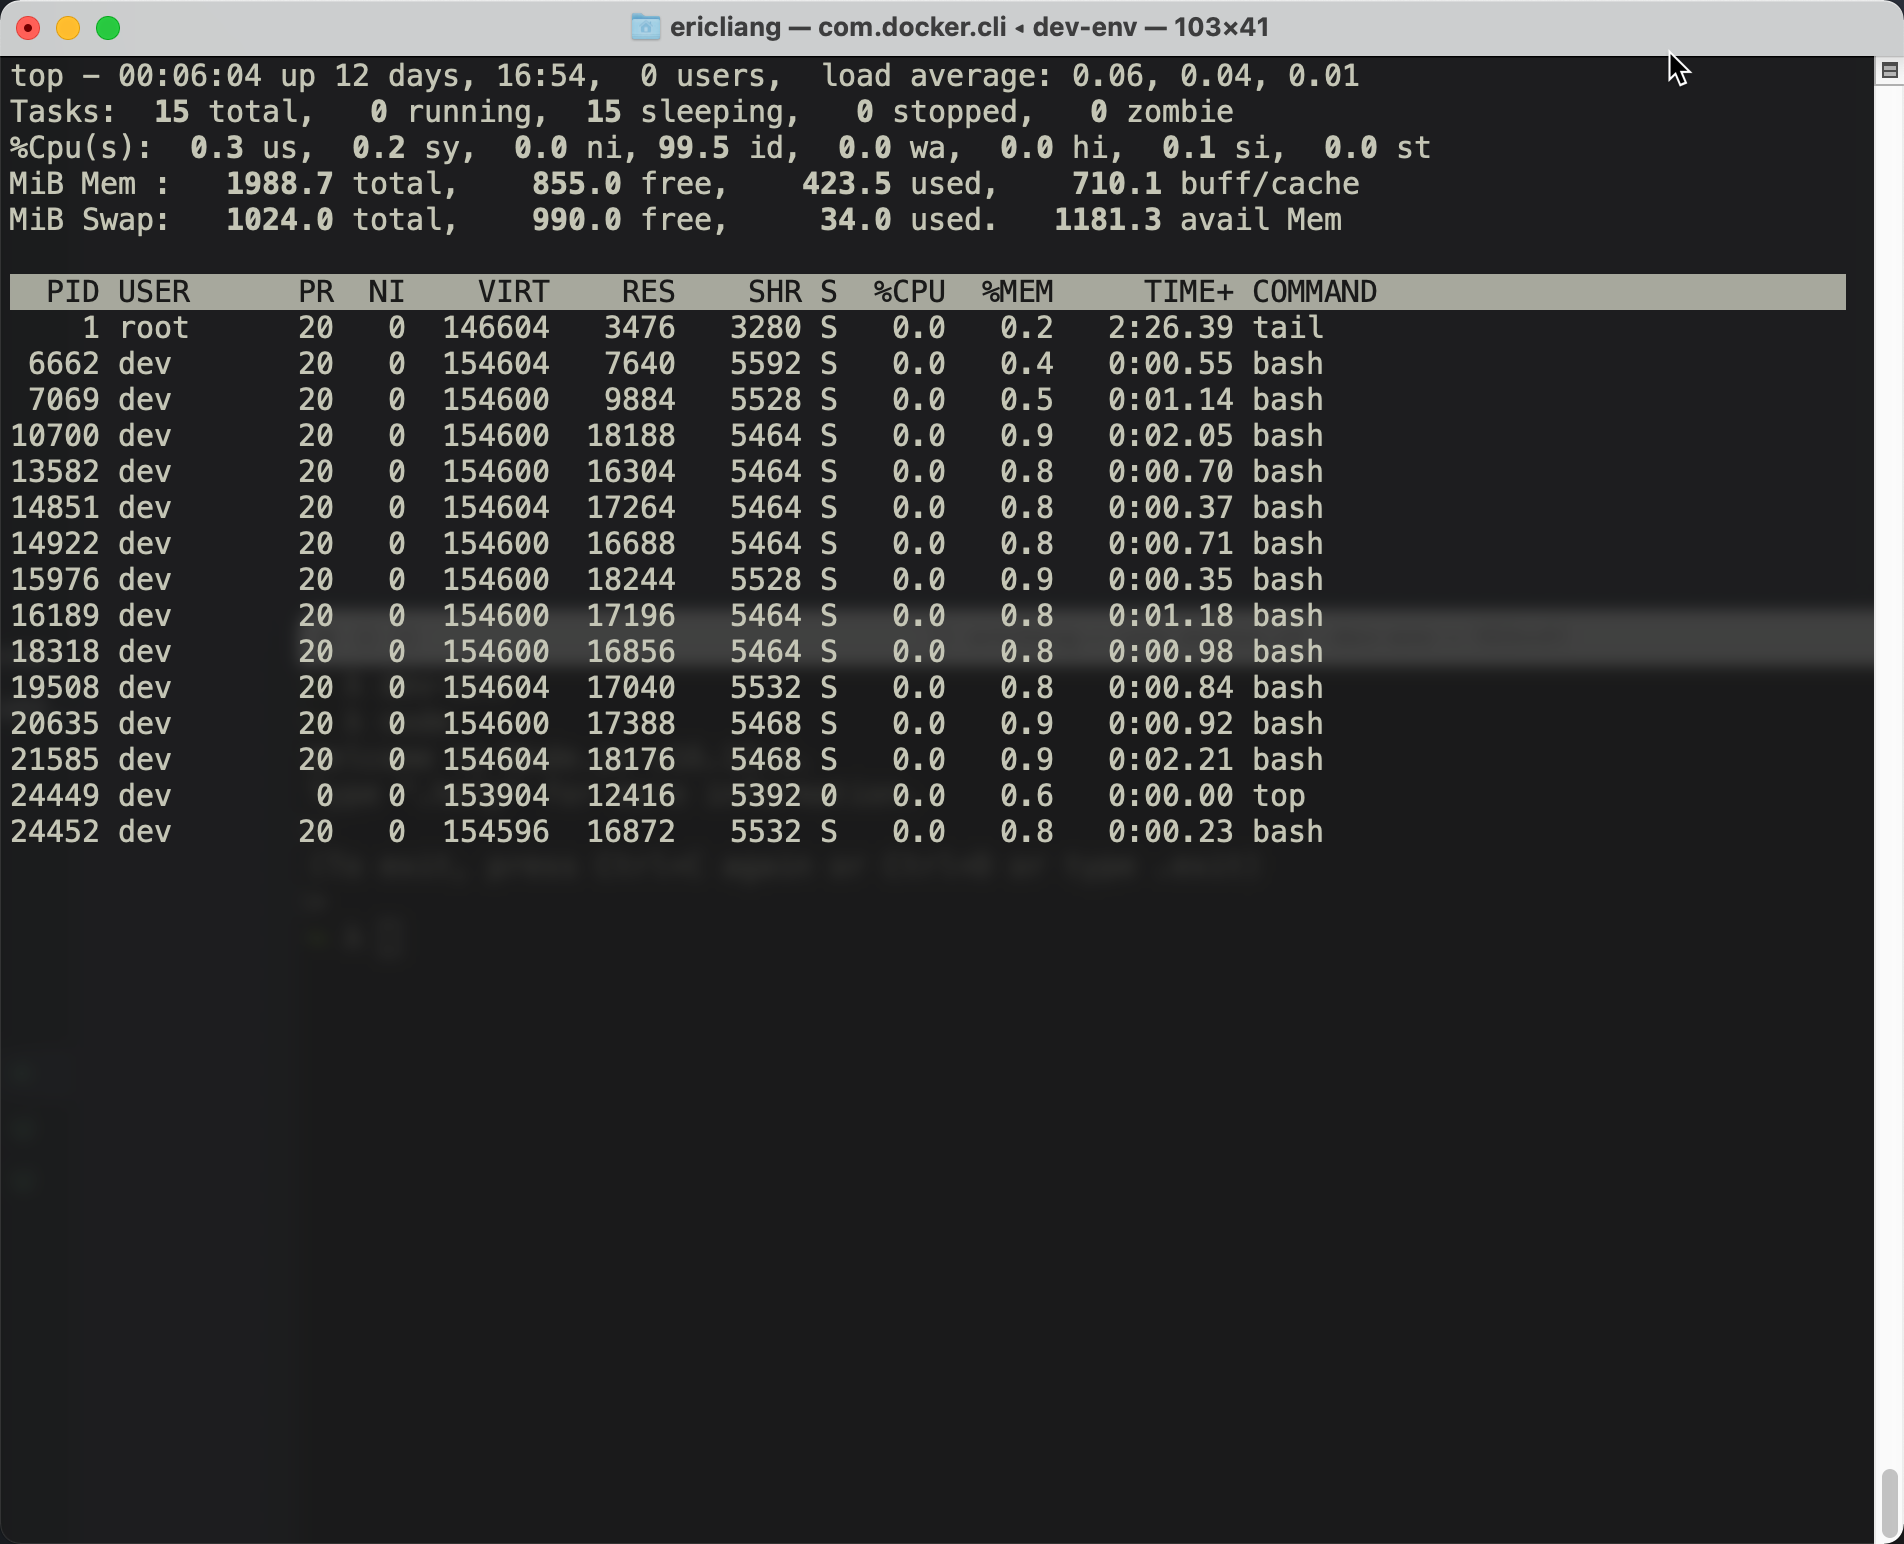 ericliang — com.docker.cli ◂ dev-env — 103×41
top - 00:06:04 up 12 days, 16:54,  0 users,  load average: 0.06, 0.04, 0.01
Tasks:  15 total,   0 running,  15 sleeping,   0 stopped,   0 zombie
%Cpu(s):  0.3 us,  0.2 sy,  0.0 ni, 99.5 id,  0.0 wa,  0.0 hi,  0.1 si,  0.0 st
MiB Mem :   1988.7 total,    855.0 free,    423.5 used,    710.1 buff/cache
MiB Swap:   1024.0 total,    990.0 free,     34.0 used.   1181.3 avail Mem
  PID USER      PR  NI    VIRT    RES    SHR S  %CPU  %MEM     TIME+ COMMAND
    1 root      20   0  146604   3476   3280 S   0.0   0.2   2:26.39 tail
 6662 dev       20   0  154604   7640   5592 S   0.0   0.4   0:00.55 bash
 7069 dev       20   0  154600   9884   5528 S   0.0   0.5   0:01.14 bash
10700 dev       20   0  154600  18188   5464 S   0.0   0.9   0:02.05 bash
13582 dev       20   0  154600  16304   5464 S   0.0   0.8   0:00.70 bash
14851 dev       20   0  154604  17264   5464 S   0.0   0.8   0:00.37 bash
14922 dev       20   0  154600  16688   5464 S   0.0   0.8   0:00.71 bash
15976 dev       20   0  154600  18244   5528 S   0.0   0.9   0:00.35 bash
16189 dev       20   0  154600  17196   5464 S   0.0   0.8   0:01.18 bash
18318 dev       20   0  154600  16856   5464 S   0.0   0.8   0:00.98 bash
19508 dev       20   0  154604  17040   5532 S   0.0   0.8   0:00.84 bash
20635 dev       20   0  154600  17388   5468 S   0.0   0.9   0:00.92 bash
21585 dev       20   0  154604  18176   5468 S   0.0   0.9   0:02.21 bash
24449 dev        0   0  153904  12416   5392 0   0.0   0.6   0:00.00 top
24452 dev       20   0  154596  16872   5532 S   0.0   0.8   0:00.23 bash
(To exit, press Ctrl+C again or Ctrl+D or type .exit)